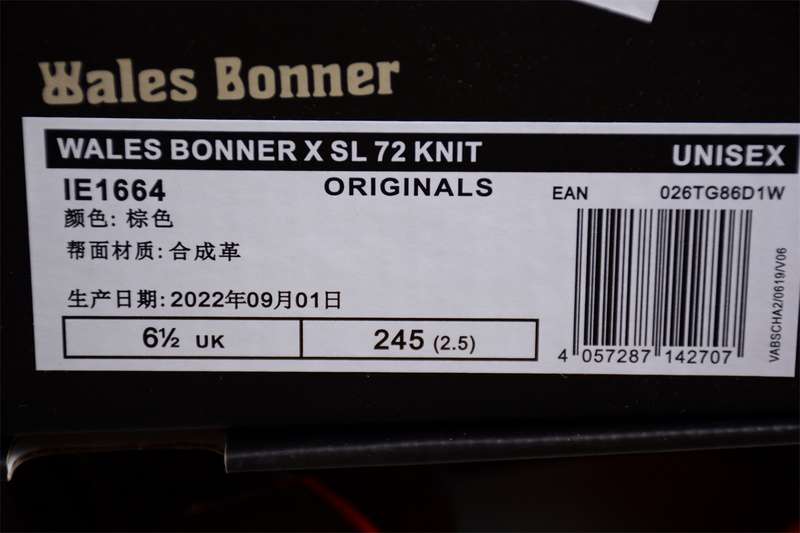 Wales Bonner
WALES BONNER X SL 72 KNIT
UNISEX
IE1664
ORIGINALS
EAN
026TG86D1W
颜色: 棕色
帮面材质: 合成革
生产日期: 2022年09月01日
6½ UK
245 (2.5)
4 057287 142707
VABSCHA2/0619/V06